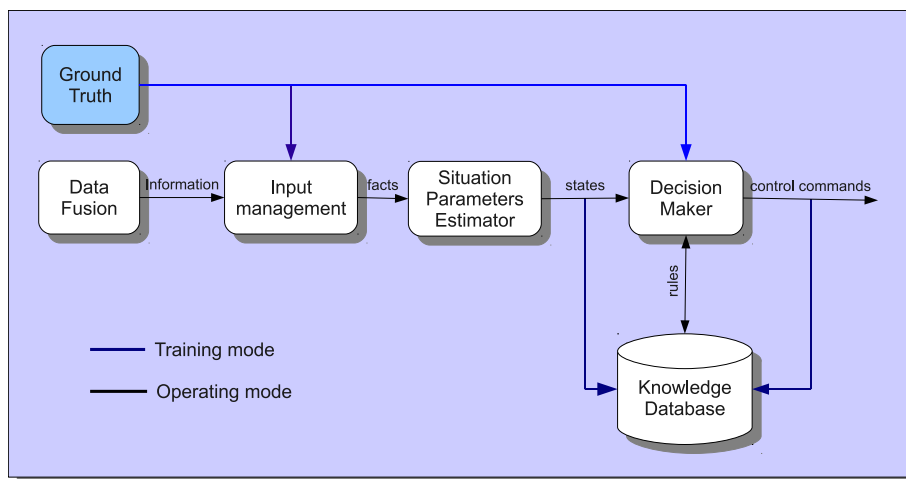 Ground
Truth
Data
Fusion
Information
Input
management
facts
Situation
Parameters
Estimator
states
Decision
Maker
control commands
rules
Knowledge
Database
Training mode
Operating mode